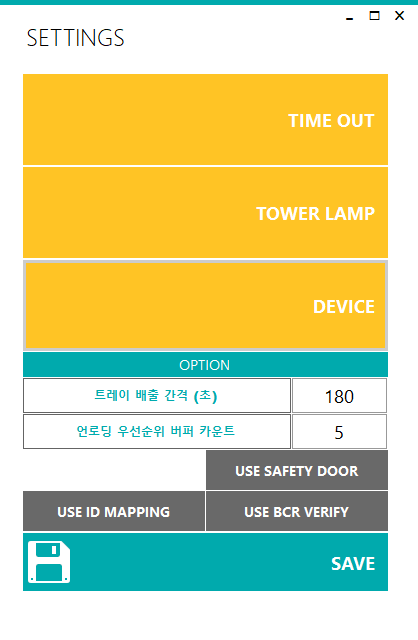 SETTINGS
TIME OUT
TOWER LAMP
DEVICE
OPTION
트레이 배출 간격 (초) 180
언로딩 우선순위 버퍼 카운트 5
USE SAFETY DOOR
USE ID MAPPING USE BCR VERIFY
SAVE